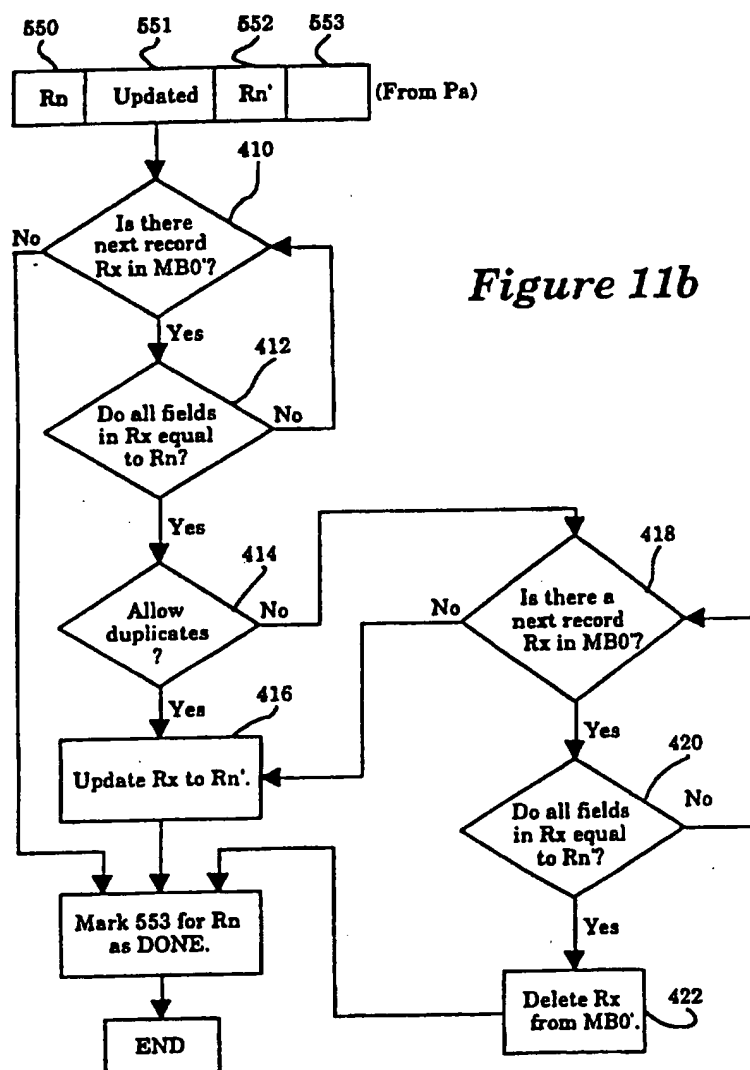 550
551
552
553
Rn
Updated
Rn'
(From Pa)
410
Is there
next record
Rx in MB0'?
No
Yes
Figure 11b
412
Do all fields
in Rx equal
to Rn?
No
Yes
414
Allow
duplicates
?
No
Yes
418
Is there a
next record
Rx in MB0'?
No
Yes
416
Update Rx to Rn'.
420
Do all fields
in Rx equal
to Rn'?
No
Yes
Mark 553 for Rn
as DONE.
Delete Rx
from MB0'.
422
END